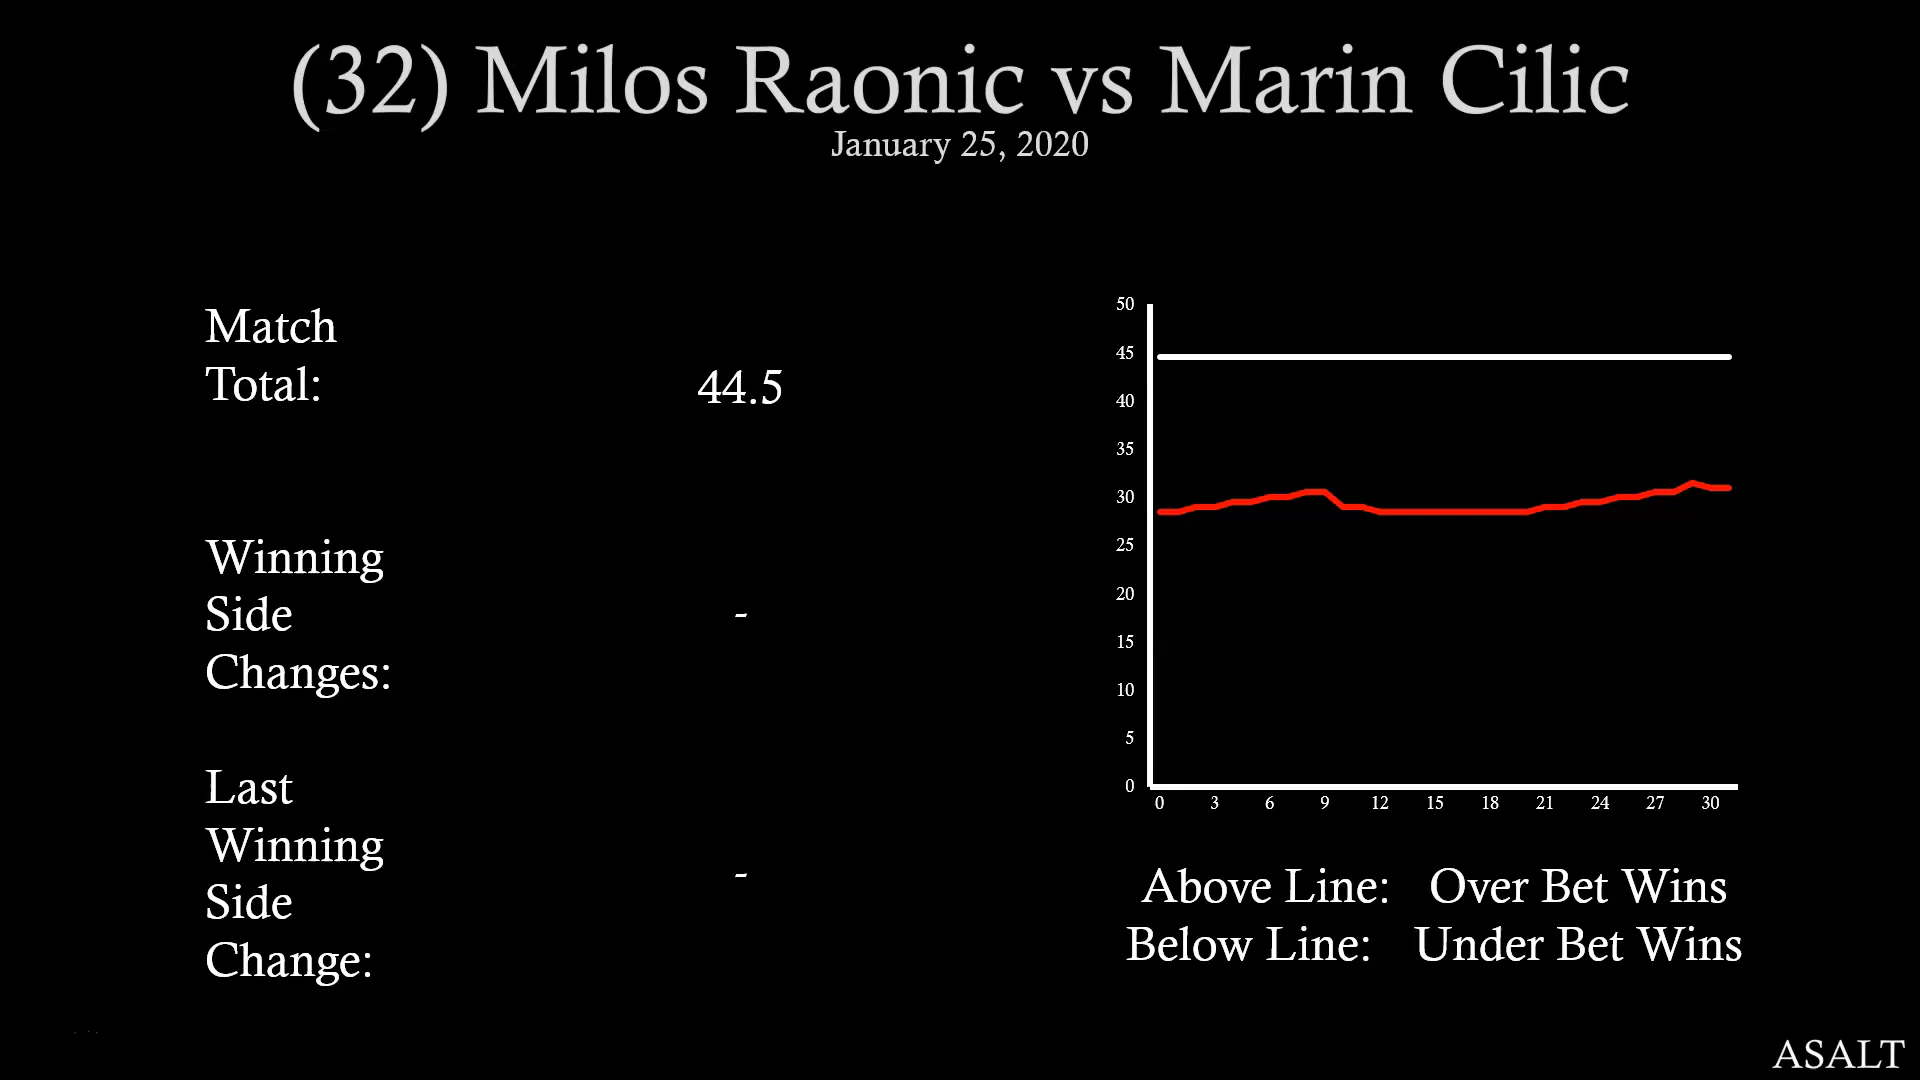 (32) Milos Raonic vs Marin Cilic
January 25, 2020
Match
Total:
44.5
Winning
Side
Changes:
-
Last
Winning
Side
Change:
-
50
45
40
35
30
25
20
15
10
5
0
0 3 6 9 12 15 18 21 24 27 30
Above Line: Over Bet Wins
Below Line: Under Bet Wins
ASALT